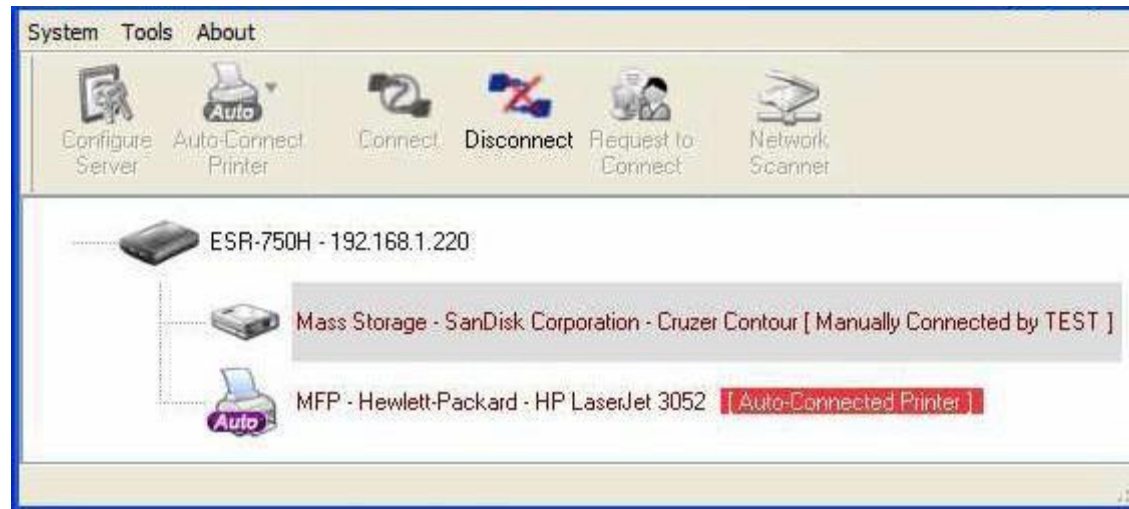 System Tools About
Auto
Configure Server
Auto-Connect Printer
Connect
Disconnect
Request to Connect
Network Scanner
ESR-750H - 192.168.1.220
Mass Storage - SanDisk Corporation - Cruzer Contour [ Manually Connected by TEST ]
MFP - Hewlett-Packard - HP LaserJet 3052 [ Auto-Connected Printer ]
Auto